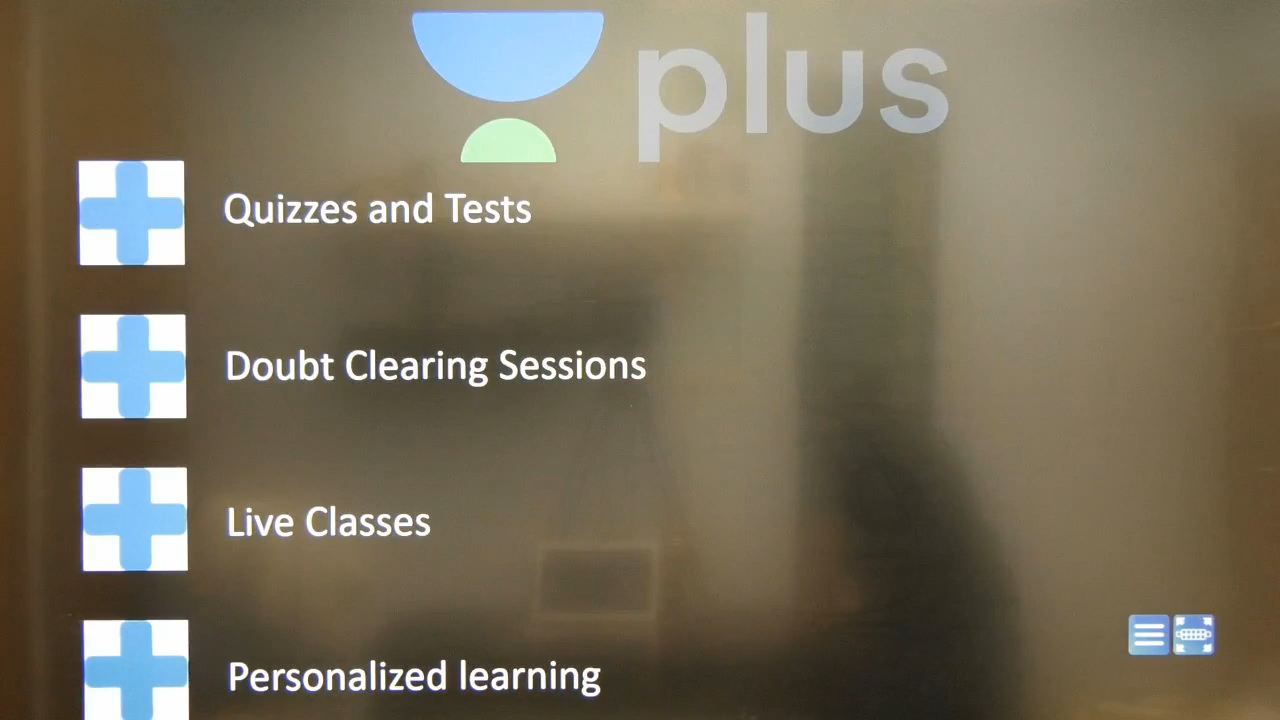 plus
Quizzes and Tests
Doubt Clearing Sessions
Live Classes
Personalized learning